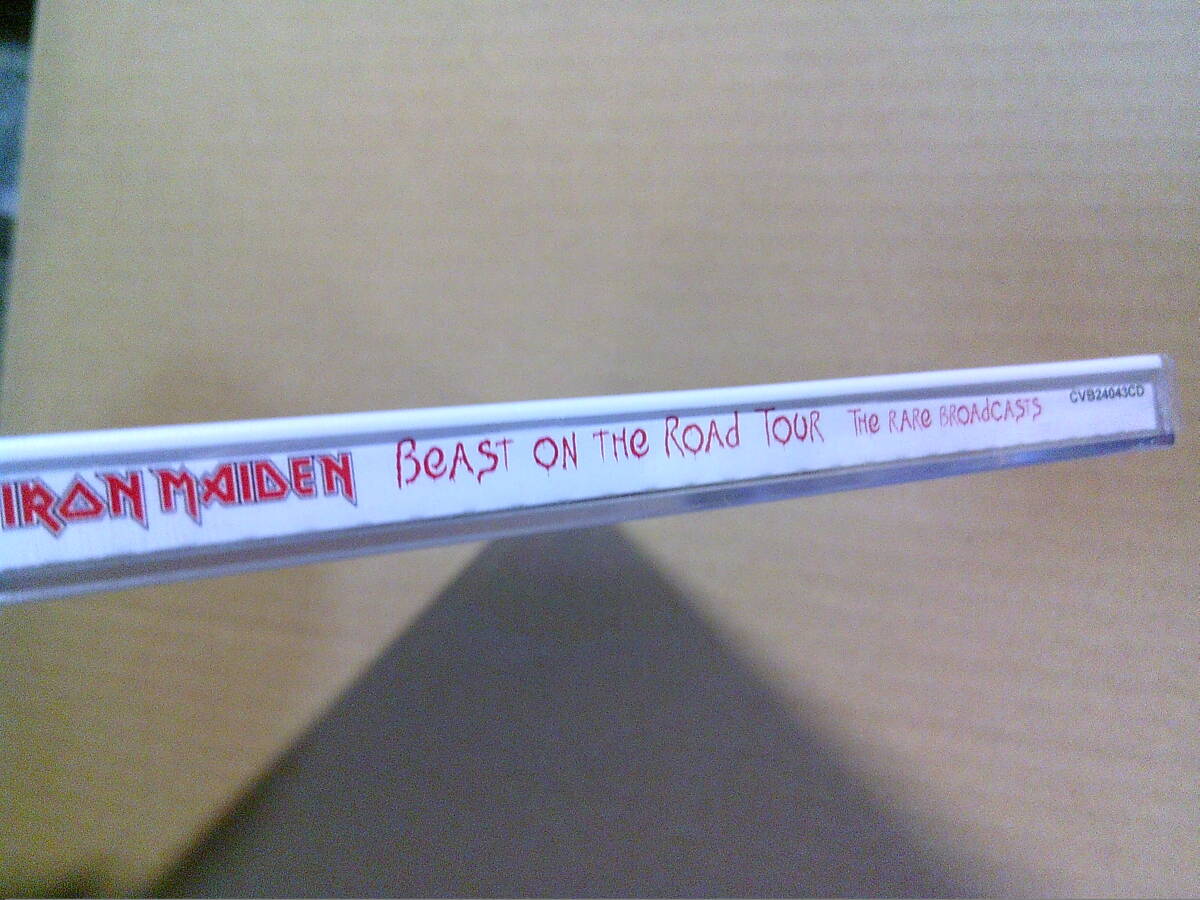 IRON MAIDEN BeAST ON THe ROAd TOUR THe RARe BROAdCASTS CVB24043CD